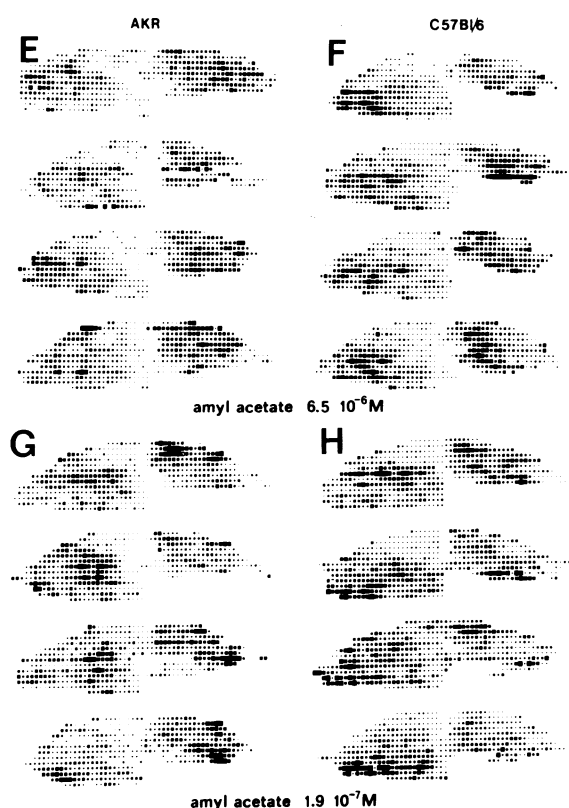 AKR C57Bl/6
E F
amyl acetate 6.5 10⁻⁶M
G H
amyl acetate 1.9 10⁻⁷M